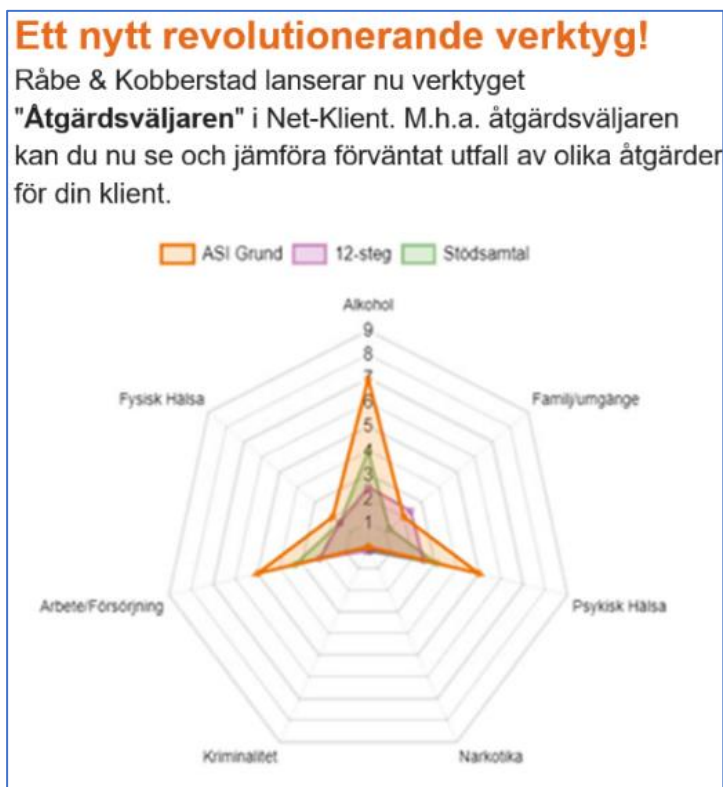 Ett nytt revolutionerande verktyg!
Råbe & Kobberstad lanserar nu verktyget
"Åtgärdsväljaren" i Net-Klient. M.h.a. åtgärdsväljaren
kan du nu se och jämföra förväntat utfall av olika åtgärder
för din klient.
ASI Grund 12-steg Stödsamtal
Alkohol
9
8
7
6
5
4
3
2
1
Fysisk Hälsa Familj/umgänge
Arbete/Försörjning Psykisk Hälsa
Kriminalitet Narkotika